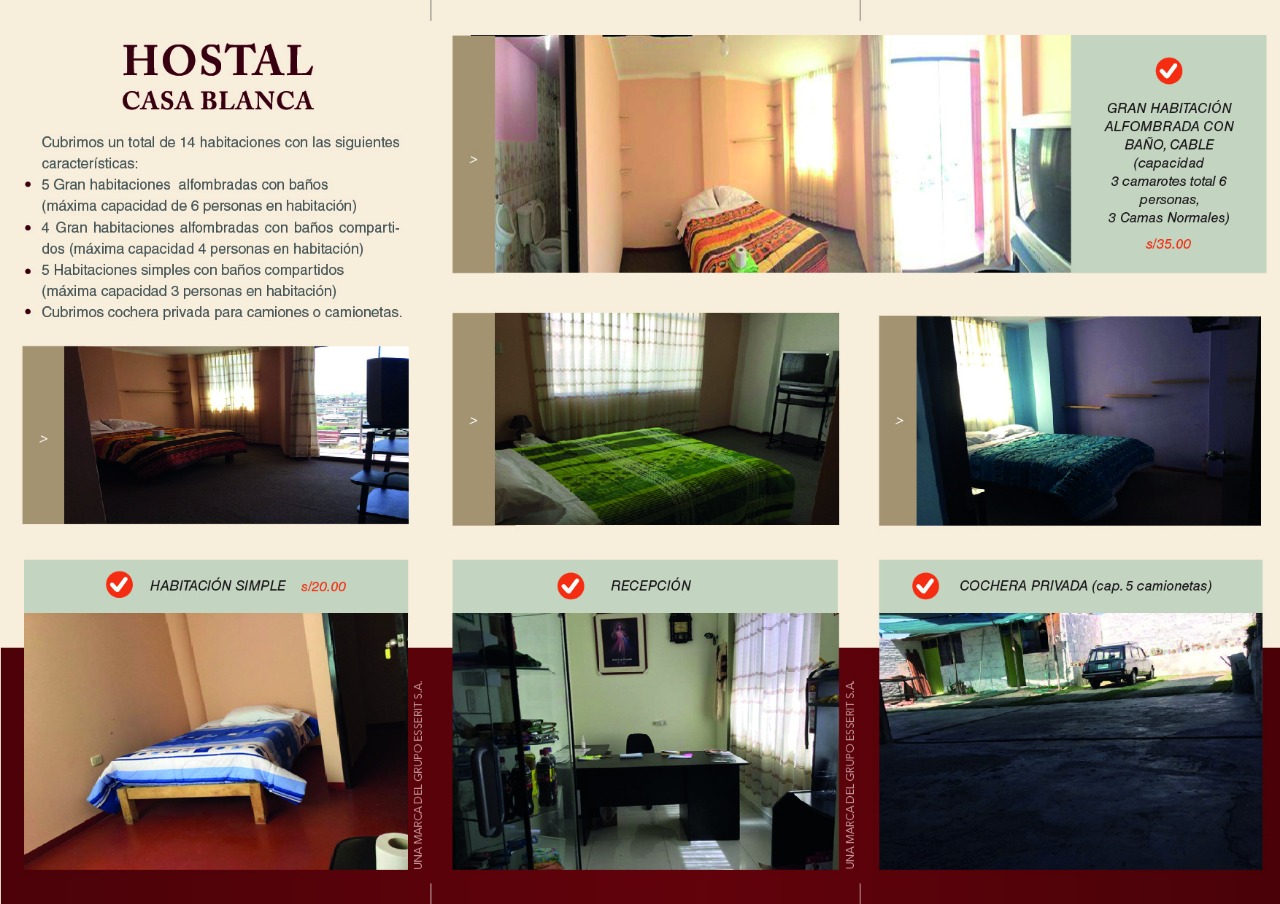 HOSTAL
CASA BLANCA
Cubrimos un total de 14 habitaciones con las siguientes
características:
• 5 Gran habitaciones alfombradas con baños
(máxima capacidad de 6 personas en habitación)
• 4 Gran habitaciones alfombradas con baños comparti-
dos (máxima capacidad 4 personas en habitación)
• 5 Habitaciones simples con baños compartidos
(máxima capacidad 3 personas en habitación)
• Cubrimos cochera privada para camiones o camionetas.
>
HABITACIÓN SIMPLE s/20.00
UNA MARCA DEL GRUPO ESSERIT S.A.
>
GRAN HABITACIÓN
ALFOMBRADA CON
BAÑO, CABLE
(capacidad
3 camarotes total 6
personas,
3 Camas Normales)
s/35.00
>
RECEPCIÓN
UNA MARCA DEL GRUPO ESSERIT S.A.
>
COCHERA PRIVADA (cap. 5 camionetas)